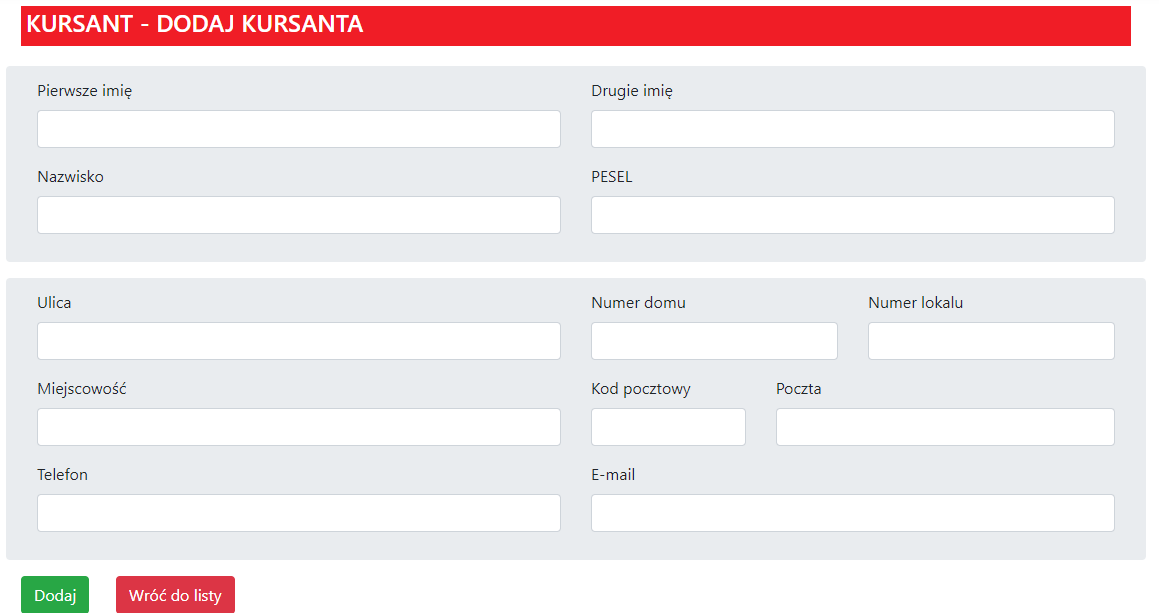 KURSANT - DODAJ KURSANTA
Pierwsze imię
Drugie imię
Nazwisko
PESEL
Ulica
Numer domu
Numer lokalu
Miejscowość
Kod pocztowy
Poczta
Telefon
E-mail
Dodaj
Wróć do listy